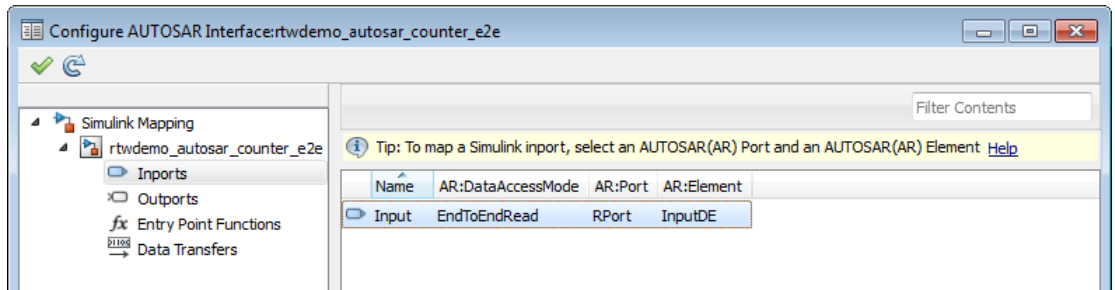 Configure AUTOSAR Interface:rtwdemo_autosar_counter_e2e
Filter Contents
Simulink Mapping
rtwdemo_autosar_counter_e2e
Inports
Outports
fx Entry Point Functions
Data Transfers
Tip: To map a Simulink inport, select an AUTOSAR(AR) Port and an AUTOSAR(AR) Element Help
Name AR:DataAccessMode AR:Port AR:Element
Input EndToEndRead RPort InputDE